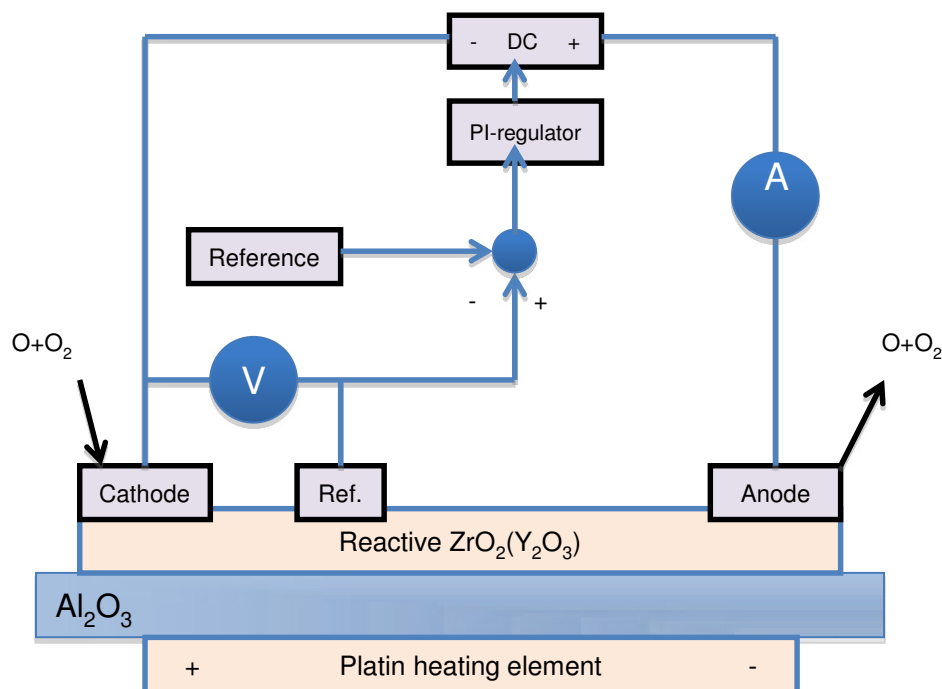 - DC +
PI-regulator
A
Reference
- +
O+O₂
O+O₂
V
Cathode
Ref.
Anode
Reactive ZrO₂(Y₂O₃)
Al₂O₃
+ Platin heating element -